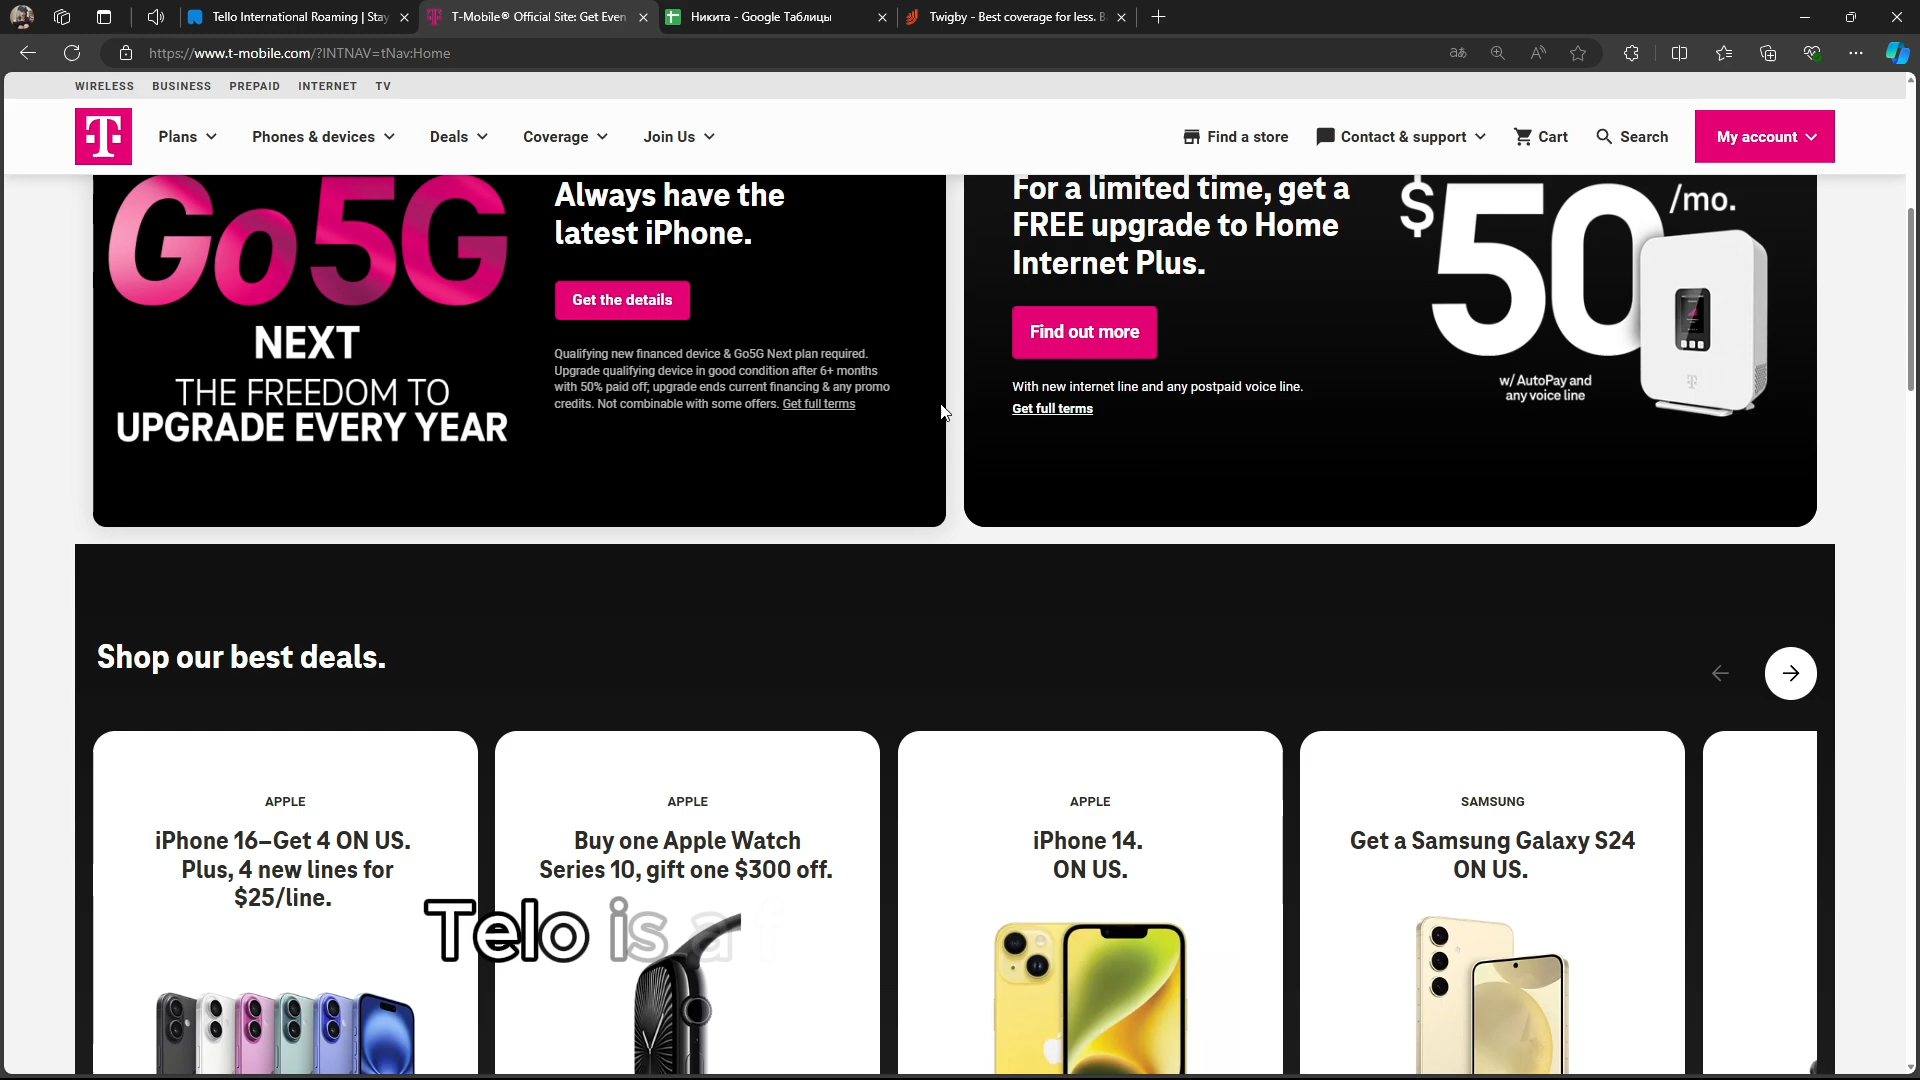 Tello International Roaming | Stay
T-Mobile® Official Site: Get Even
Никита - Google Таблицы
Twigby - Best coverage for less. B
https://www.t-mobile.com/?INTNAV=tNav:Home
WIRELESS BUSINESS PREPAID INTERNET TV
Plans Phones & devices Deals Coverage Join Us Find a store Contact & support Cart Search My account
Go5G
NEXT
THE FREEDOM TO
UPGRADE EVERY YEAR
Always have the
latest iPhone.
Get the details
Qualifying new financed device & Go5G Next plan required.
Upgrade qualifying device in good condition after 6+ months
with 50% paid off; upgrade ends current financing & any promo
credits. Not combinable with some offers. Get full terms
For a limited time, get a
FREE upgrade to Home
Internet Plus.
Find out more
With new internet line and any postpaid voice line.
Get full terms
$50/mo.
w/ AutoPay and
any voice line
Shop our best deals.
APPLE
iPhone 16–Get 4 ON US.
Plus, 4 new lines for
$25/line.
APPLE
Buy one Apple Watch
Series 10, gift one $300 off.
APPLE
iPhone 14.
ON US.
SAMSUNG
Get a Samsung Galaxy S24
ON US.
Telo is a f